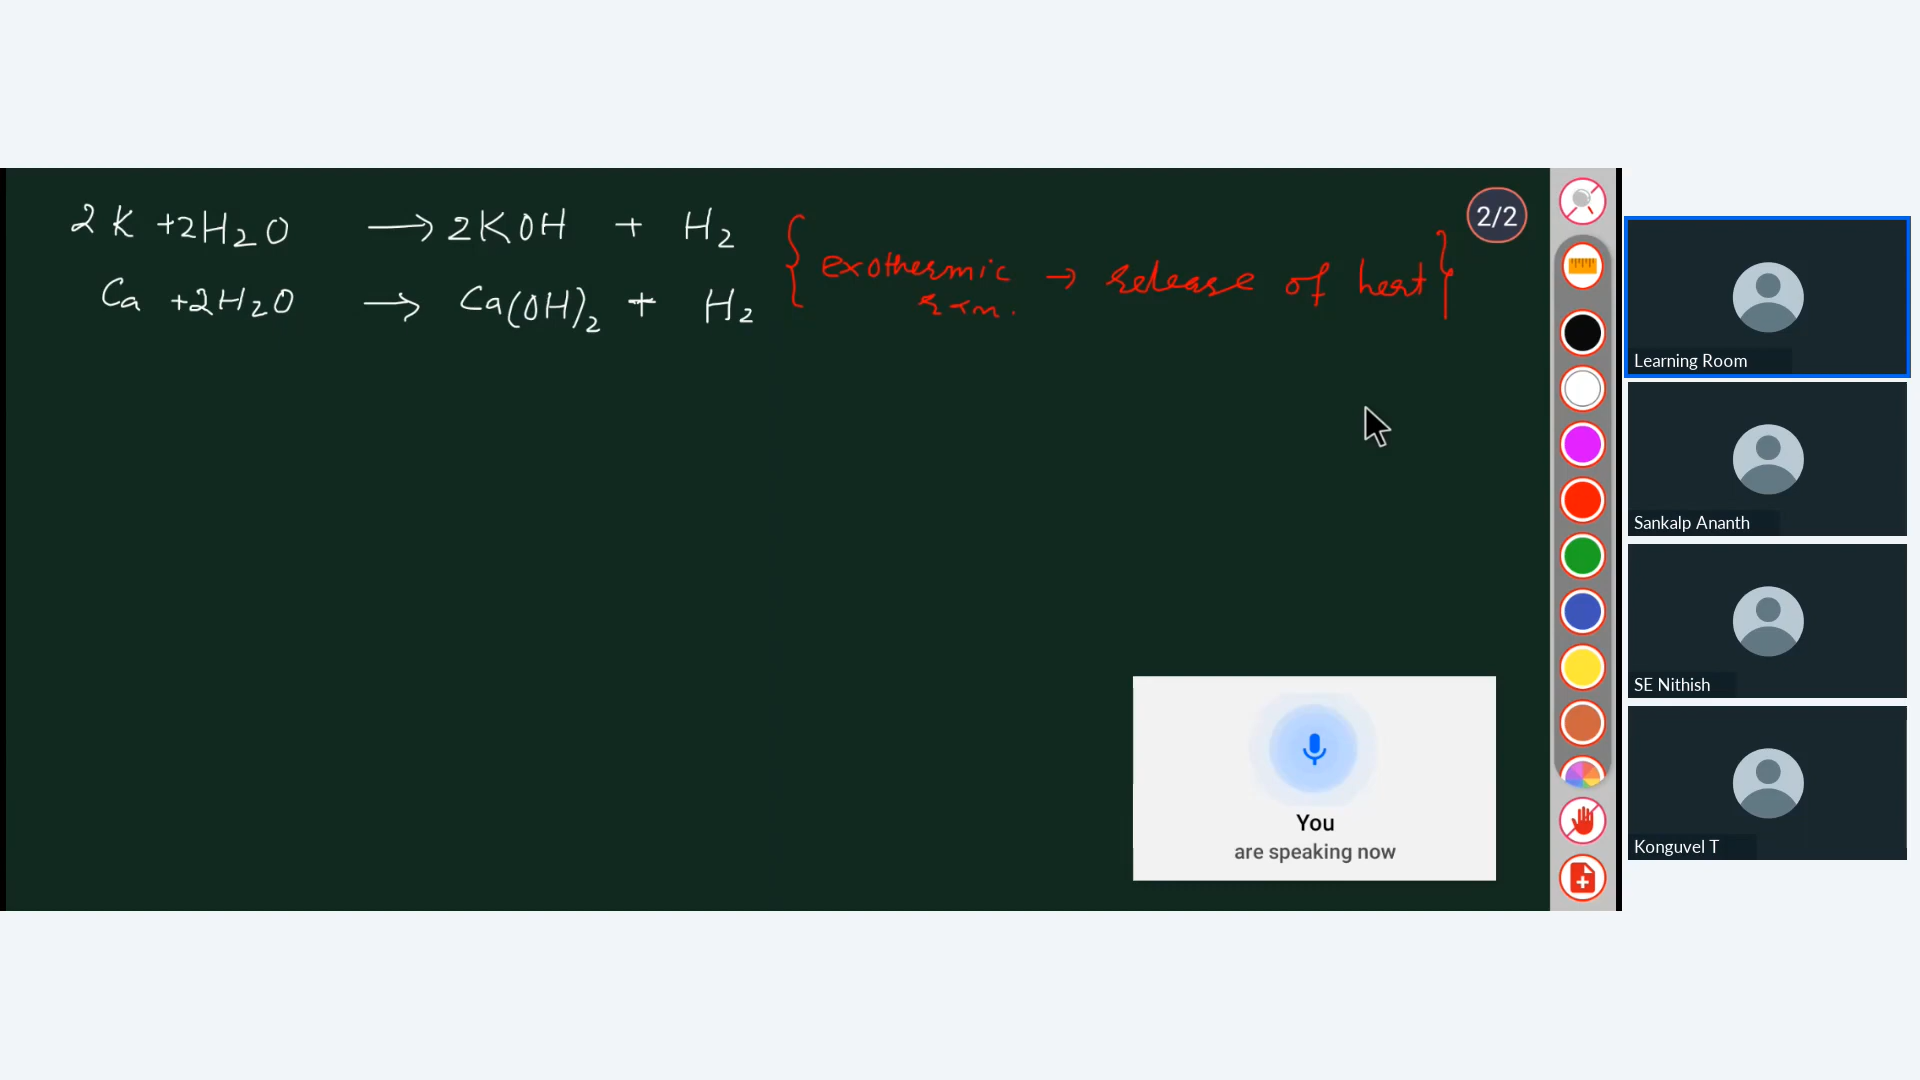 2K + 2H₂O → 2KOH + H₂
Ca + 2H₂O → Ca(OH)₂ + H₂
{ exothermic rxn. → release of heat }
2/2
You
are speaking now
Learning Room
Sankalp Ananth
SE Nithish
Konguvel T